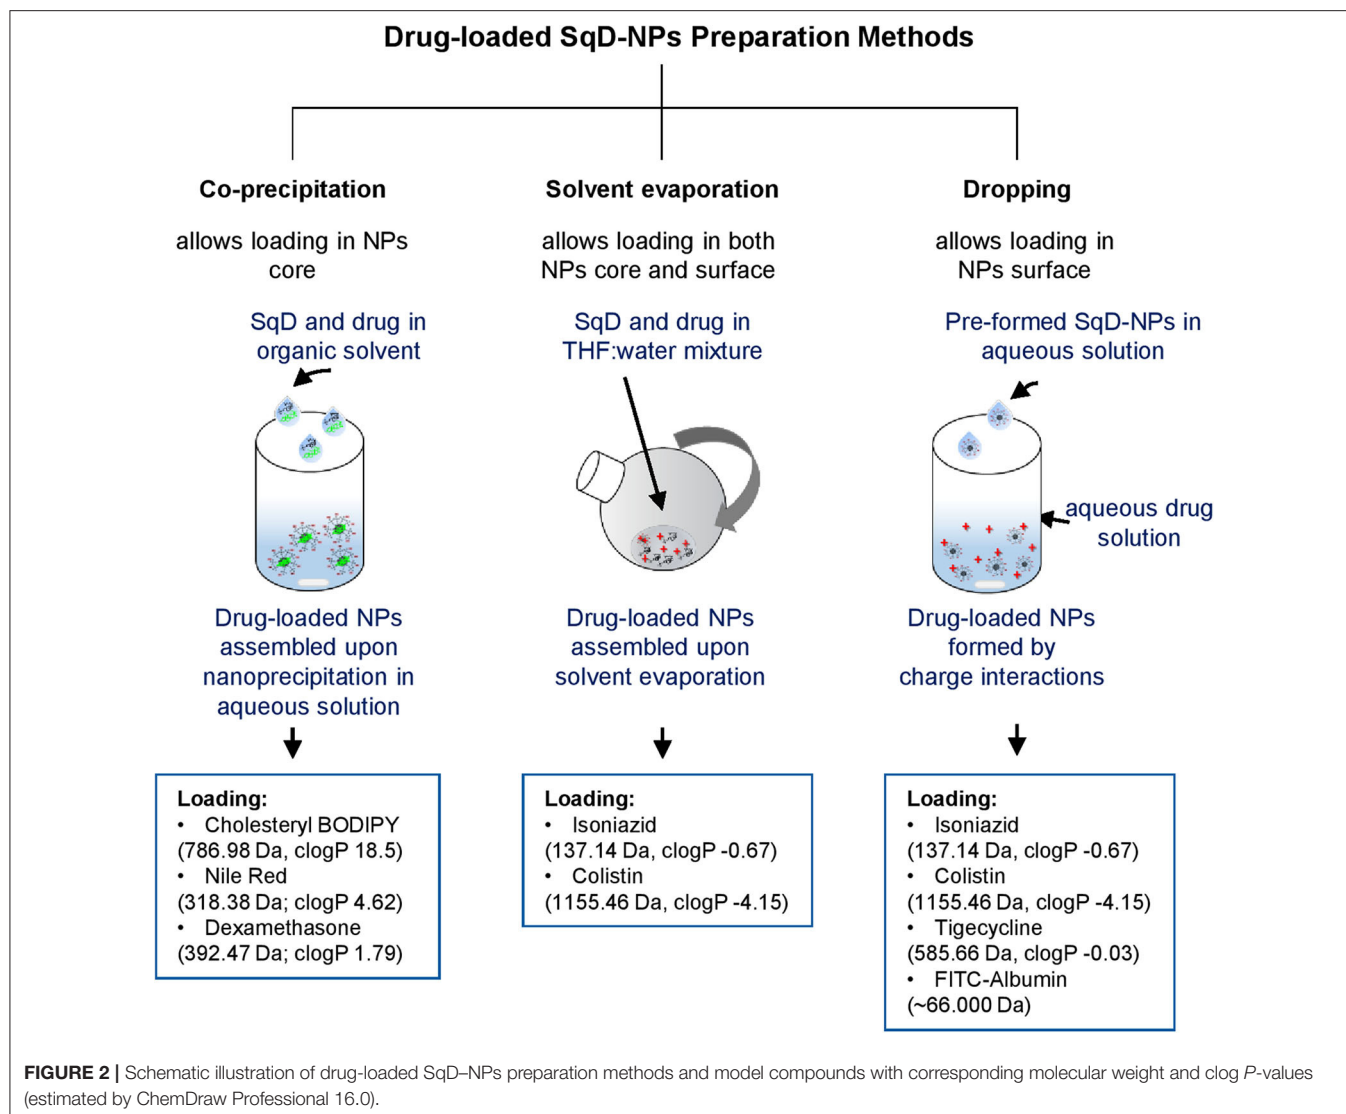 Drug-loaded SqD-NPs Preparation Methods
Co-precipitation
allows loading in NPs
core
SqD and drug in
organic solvent
Drug-loaded NPs
assembled upon
nanoprecipitation in
aqueous solution
Loading:
• Cholesteryl BODIPY
(786.98 Da, clogP 18.5)
• Nile Red
(318.38 Da; clogP 4.62)
• Dexamethasone
(392.47 Da; clogP 1.79)
Solvent evaporation
allows loading in both
NPs core and surface
SqD and drug in
THF:water mixture
Drug-loaded NPs
assembled upon
solvent evaporation
Loading:
• Isoniazid
(137.14 Da, clogP -0.67)
• Colistin
(1155.46 Da, clogP -4.15)
Dropping
allows loading in
NPs surface
Pre-formed SqD-NPs in
aqueous solution
aqueous drug
solution
Drug-loaded NPs
formed by
charge interactions
Loading:
• Isoniazid
(137.14 Da, clogP -0.67)
• Colistin
(1155.46 Da, clogP -4.15)
• Tigecycline
(585.66 Da, clogP -0.03)
• FITC-Albumin
(~66.000 Da)
FIGURE 2 | Schematic illustration of drug-loaded SqD–NPs preparation methods and model compounds with corresponding molecular weight and clog P-values
(estimated by ChemDraw Professional 16.0).